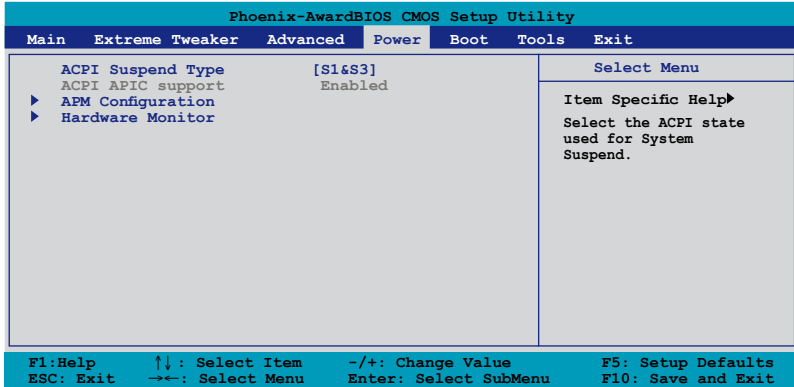 Phoenix-AwardBIOS CMOS Setup Utility
Main Extreme Tweaker Advanced Power Boot Tools Exit
ACPI Suspend Type [S1&S3]
ACPI APIC support Enabled
APM Configuration
Hardware Monitor
Select Menu
Item Specific Help
Select the ACPI state
used for System
Suspend.
F1:Help ↑↓: Select Item -/+: Change Value F5: Setup Defaults
ESC: Exit →←: Select Menu Enter: Select SubMenu F10: Save and Exit